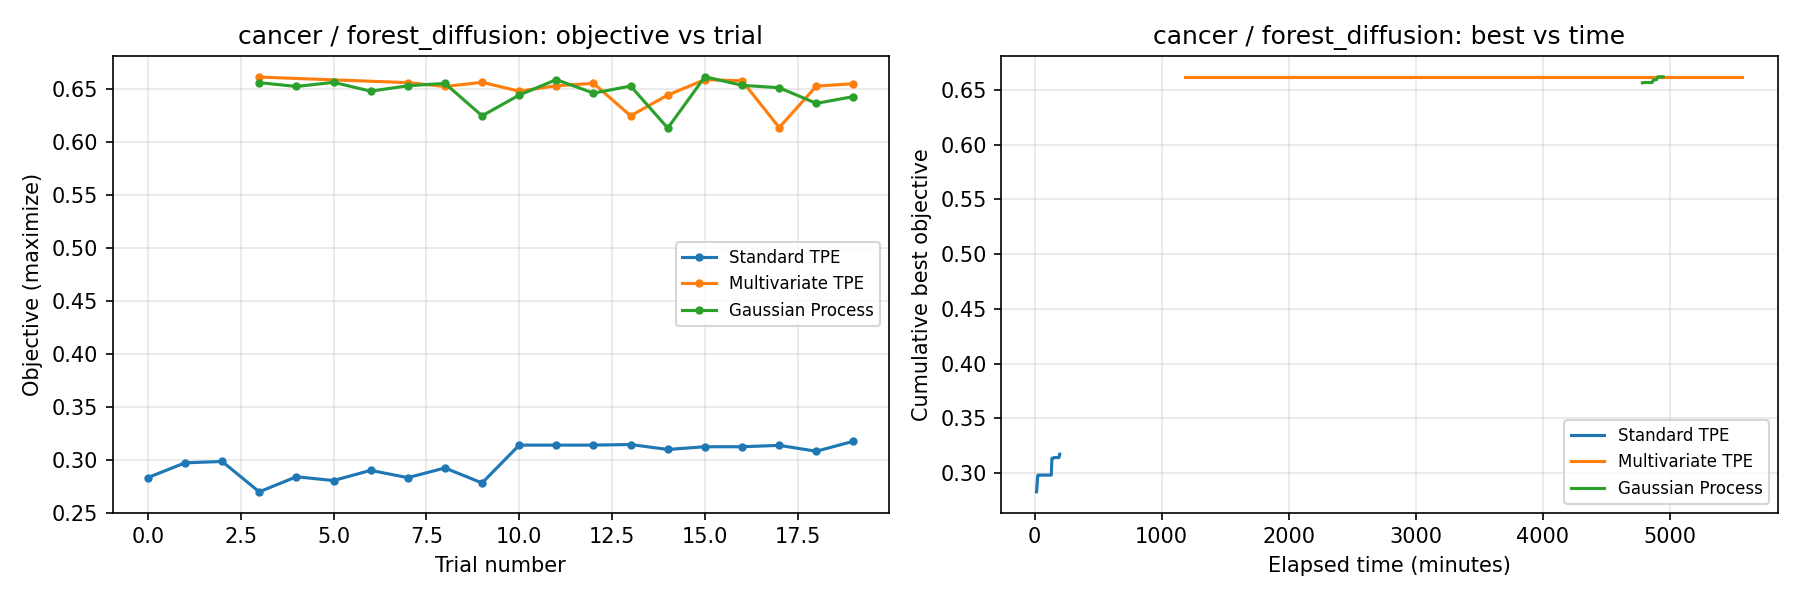 cancer / forest_diffusion: objective vs trial
Objective (maximize)
0.65
0.60
0.55
0.50
0.45
0.40
0.35
0.30
0.25
Standard TPE
Multivariate TPE
Gaussian Process
0.0
2.5
5.0
7.5
10.0
12.5
15.0
17.5
Trial number
cancer / forest_diffusion: best vs time
Cumulative best objective
0.65
0.60
0.55
0.50
0.45
0.40
0.35
0.30
Standard TPE
Multivariate TPE
Gaussian Process
0
1000
2000
3000
4000
5000
Elapsed time (minutes)